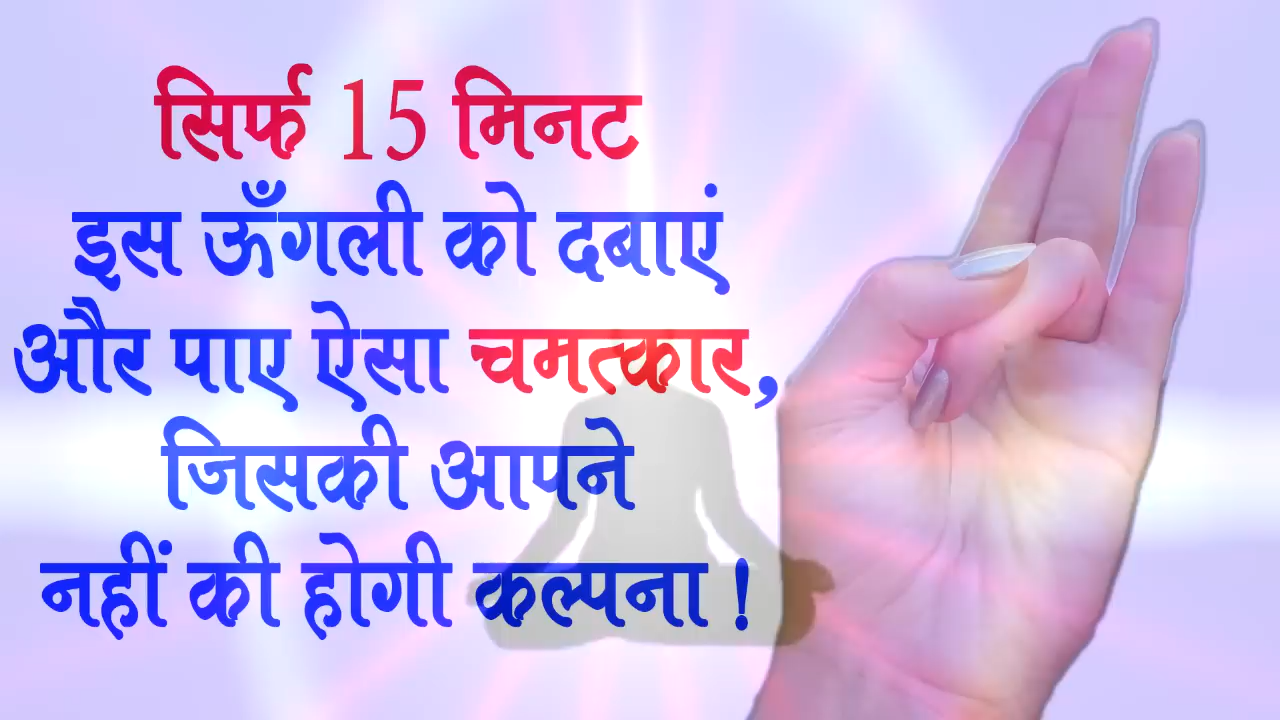 सिर्फ 15 मिनट
इस ऊँगली को दबाएं
और पाए ऐसा चमत्कार,
जिसकी आपने
नहीं की होगी कल्पना !